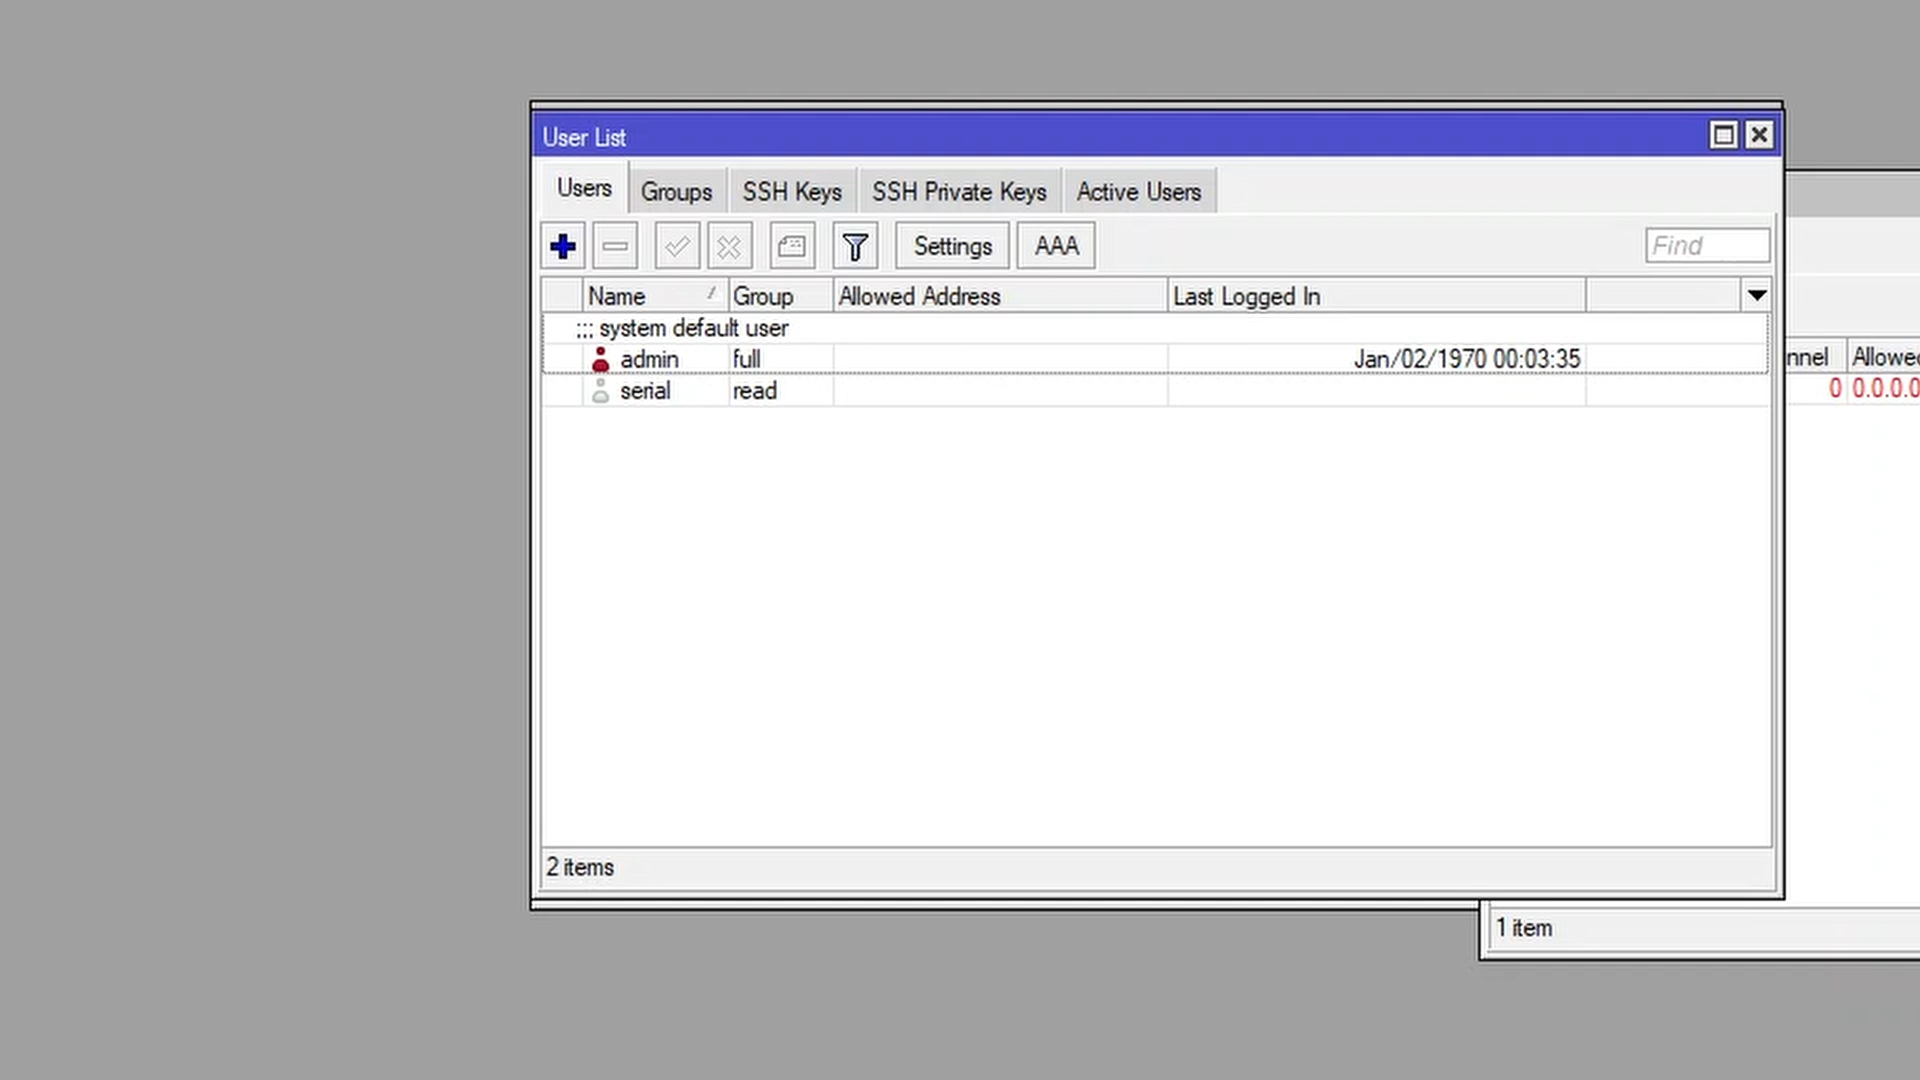 User List
Users Groups SSH Keys SSH Private Keys Active Users
Settings AAA Find
Name Group Allowed Address Last Logged In
;;; system default user
admin full Jan/02/1970 00:03:35
serial read
2 items
nnel Allowed
0 0.0.0.0
1 item